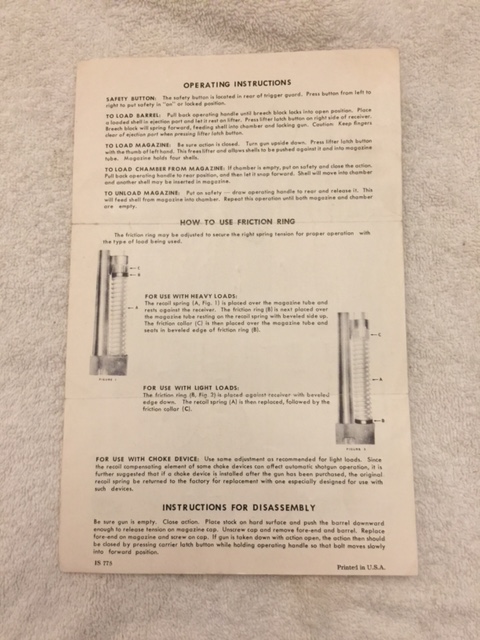 OPERATING INSTRUCTIONS
SAFETY BUTTON: The safety button is located in rear of trigger guard. Press button from left to
right to put safety in "on" or locked position.
TO LOAD BARREL: Pull back operating handle until breech block locks into open position. Place
a loaded shell in ejection port and let it rest on lifter. Press lifter button on right side of receiver.
Breech block will spring forward, feeding shell into chamber and locking gun. Caution: Keep fingers
clear of ejection port when pressing lifter latch button.
TO LOAD MAGAZINE: Be sure action is closed. Turn gun upside down. Press lifter latch button
with the thumb of left hand. This frees lifter and allows shells to be pushed against it and into magazine
tube. Magazine holds four shells.
TO LOAD CHAMBER FROM MAGAZINE: If chamber is empty, put on safety and close the action.
Pull back operating handle to rear position, and then let it snap forward. Shell will move into chamber
and another shell may be inserted in magazine.
TO UNLOAD MAGAZINE: Put on safety — draw operating handle to rear and release it. This
will feed shell from magazine into chamber. Repeat this operation until both magazine and chamber
are empty.
HOW TO USE FRICTION RING
The friction ring may be adjusted to secure the right spring tension for proper operation with
the type of load being used.
C
B
A
FIGURE 1
FOR USE WITH HEAVY LOADS:
The recoil spring (A, Fig. 1) is placed over the magazine tube and
rests against the receiver. The friction ring (B) is next placed over
the magazine tube resting on the recoil spring with beveled side up.
The friction collar (C) is then placed over the magazine tube and
seats in beveled edge of friction ring (B).
FOR USE WITH LIGHT LOADS:
The friction ring (B, Fig. 2) is placed against receiver with beveled
edge down. The recoil spring (A) is then replaced, followed by the
friction collar (C).
C
A
B
FIGURE 2
FOR USE WITH CHOKE DEVICE: Use same adjustment as recommended for light loads. Since
the recoil compensating element of some choke devices can affect automatic shotgun operation, it is
further suggested that if a choke device is installed after the gun has been purchased, the original
recoil spring be returned to the factory for replacement with one especially designed for use with
such devices.
INSTRUCTIONS FOR DISASSEMBLY
Be sure gun is empty. Close action. Place stock on hard surface and push the barrel downward
enough to release tension on magazine cap. Unscrew cap and remove fore-end and barrel. Replace
fore-end on magazine and screw on cap. If gun is taken down with action open, the action then should
be closed by pressing carrier latch button while holding operating handle so that bolt moves slowly
into forward position.
IS 778
Printed in U.S.A.